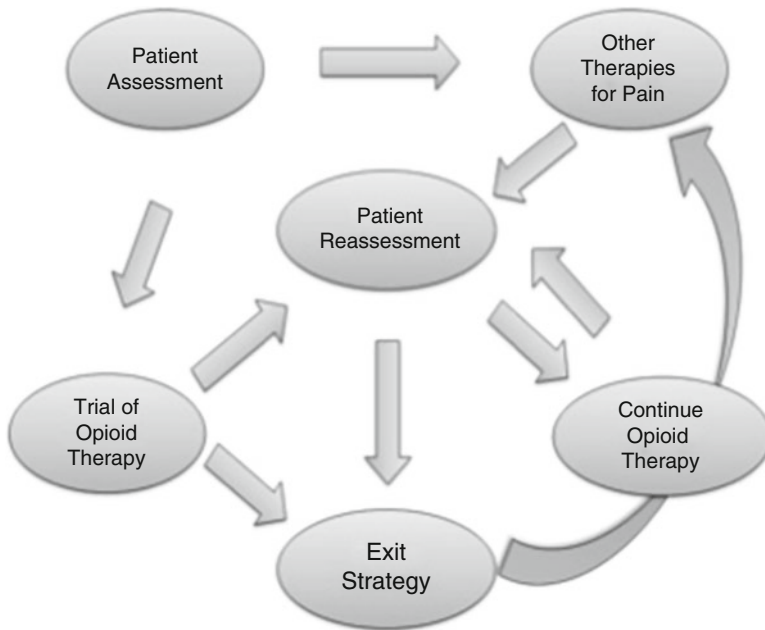 Patient
Assessment
Other
Therapies
for Pain
Patient
Reassessment
Trial of
Opioid
Therapy
Continue
Opioid
Therapy
Exit
Strategy